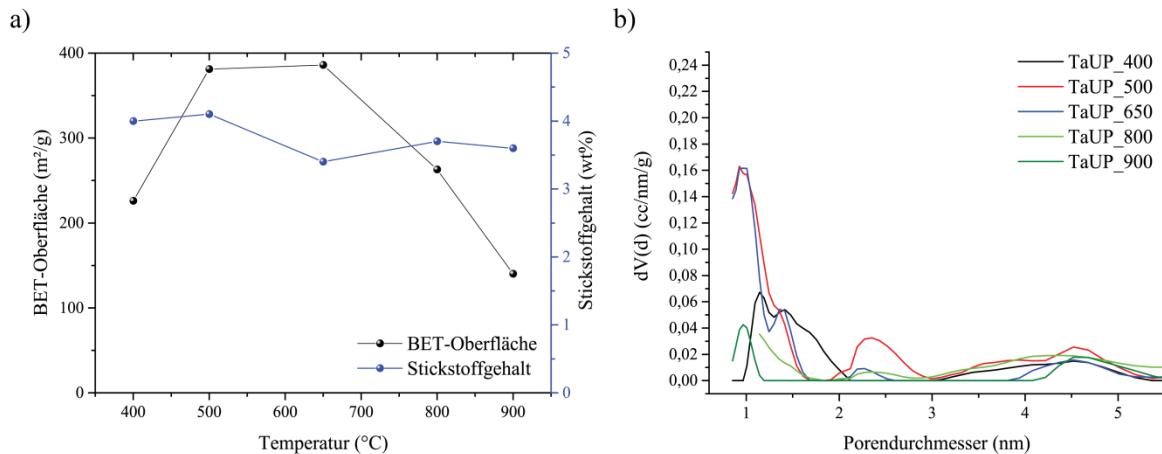 a)
400
300
200
100
0
BET-Oberfläche (m²/g)
5
4
3
2
1
0
Stickstoffgehalt (wt%)
BET-Oberfläche
Stickstoffgehalt
400 500 600 700 800 900
Temperatur (°C)
b)
0,24
0,22
0,20
0,18
0,16
0,14
0,12
0,10
0,08
0,06
0,04
0,02
0,00
dV(d) (cc/nm/g)
TaUP_400
TaUP_500
TaUP_650
TaUP_800
TaUP_900
1 2 3 4 5
Porendurchmesser (nm)